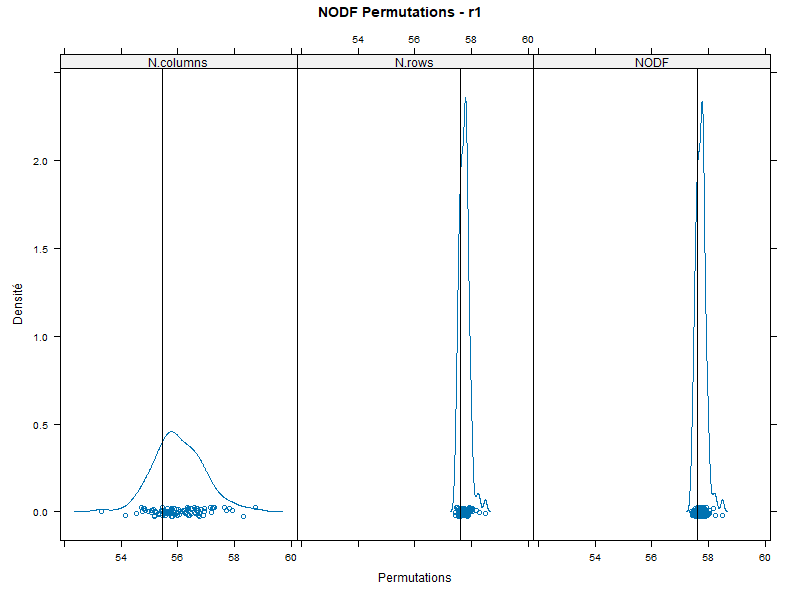 NODF Permutations - r1
54 56 58 60
N.columns N.rows NODF
2.0
1.5
1.0
0.5
0.0
Densité
54 56 58 60 54 56 58 60
Permutations